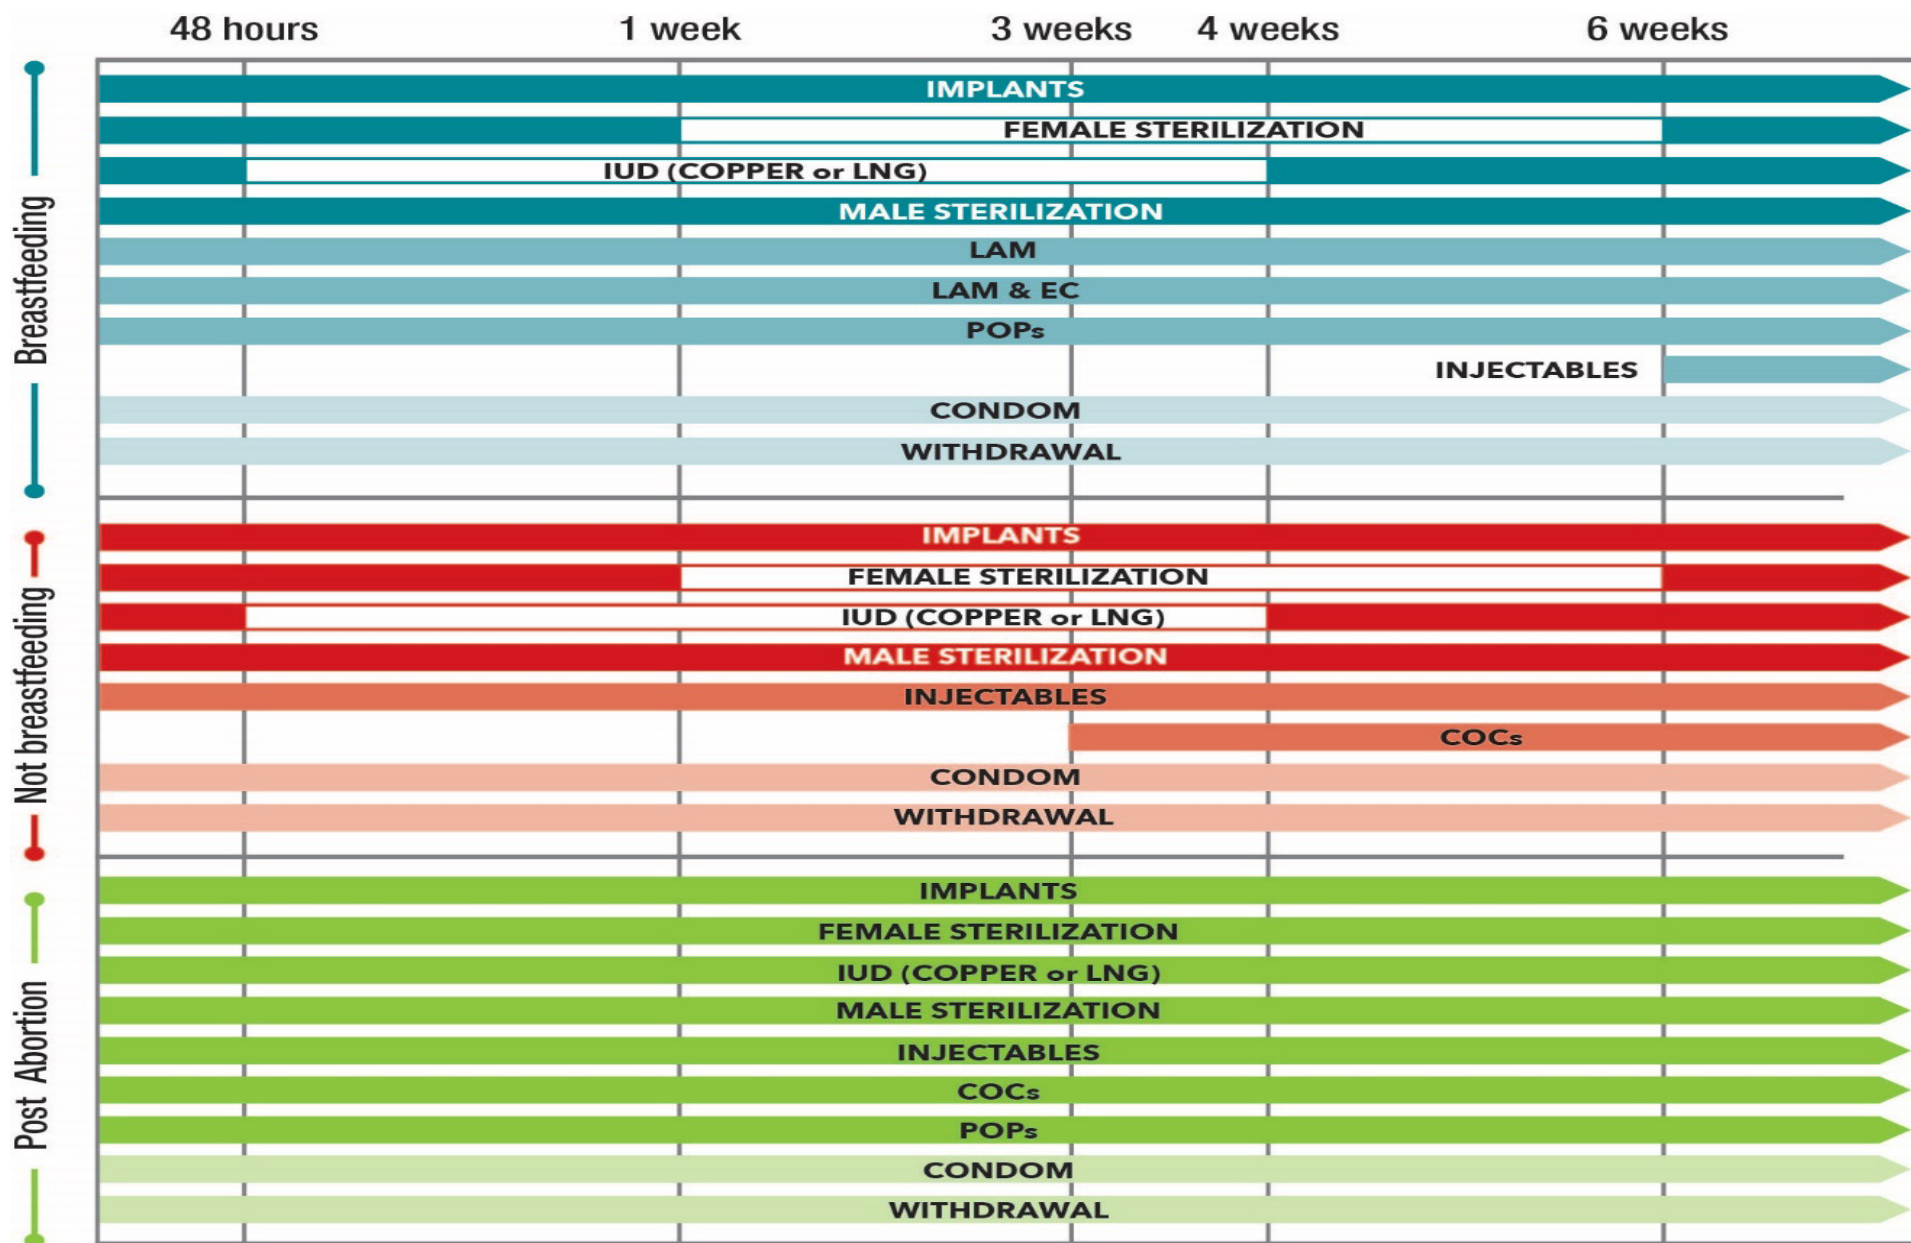 48 hours 1 week 3 weeks 4 weeks 6 weeks
Breastfeeding
IMPLANTS
FEMALE STERILIZATION
IUD (COPPER or LNG)
MALE STERILIZATION
LAM
LAM & EC
POPs
INJECTABLES
CONDOM
WITHDRAWAL
Not breastfeeding
IMPLANTS
FEMALE STERILIZATION
IUD (COPPER or LNG)
MALE STERILIZATION
INJECTABLES
COCs
CONDOM
WITHDRAWAL
Post Abortion
IMPLANTS
FEMALE STERILIZATION
IUD (COPPER or LNG)
MALE STERILIZATION
INJECTABLES
COCs
POPs
CONDOM
WITHDRAWAL